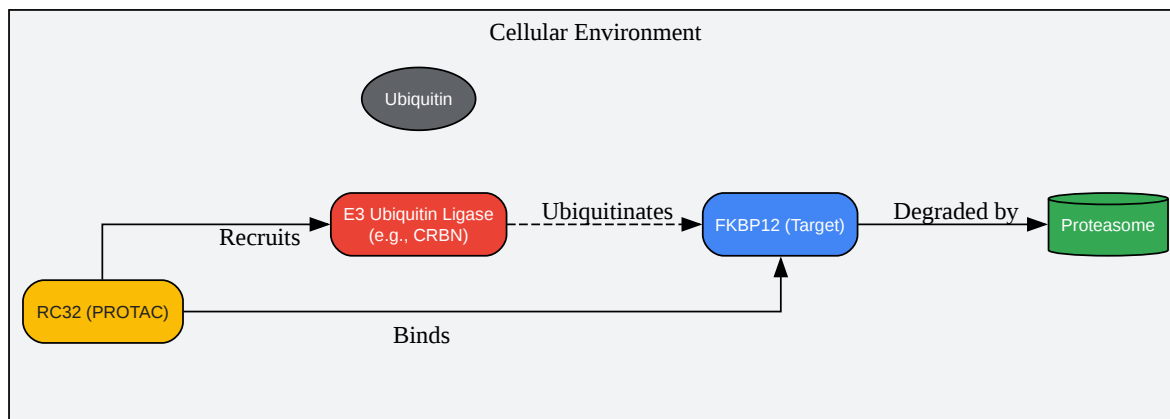 Cellular Environment
Ubiquitin
E3 Ubiquitin Ligase
(e.g., CRBN)
Ubiquitinates
FKBP12 (Target)
Degraded by
Proteasome
Recruits
RC32 (PROTAC)
Binds